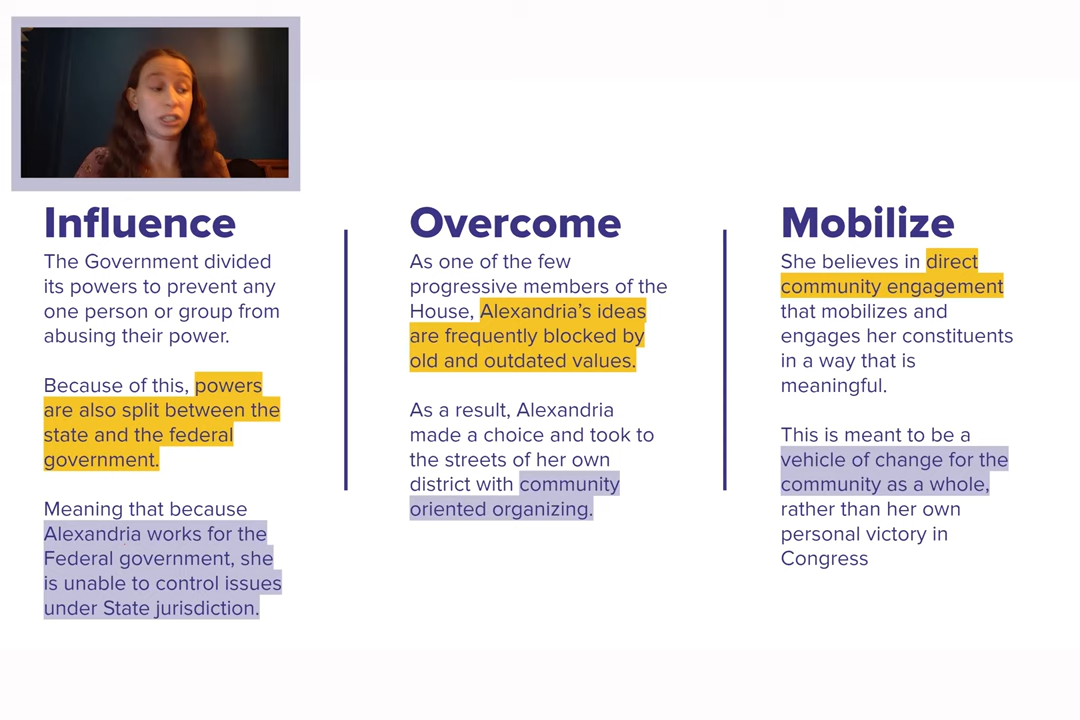 Influence
The Government divided
its powers to prevent any
one person or group from
abusing their power.
Because of this, powers
are also split between the
state and the federal
government.
Meaning that because
Alexandria works for the
Federal government, she
is unable to control issues
under State jurisdiction.
Overcome
As one of the few
progressive members of the
House, Alexandria’s ideas
are frequently blocked by
old and outdated values.
As a result, Alexandria
made a choice and took to
the streets of her own
district with community
oriented organizing.
Mobilize
She believes in direct
community engagement
that mobilizes and
engages her constituents
in a way that is
meaningful.
This is meant to be a
vehicle of change for the
community as a whole,
rather than her own
personal victory in
Congress